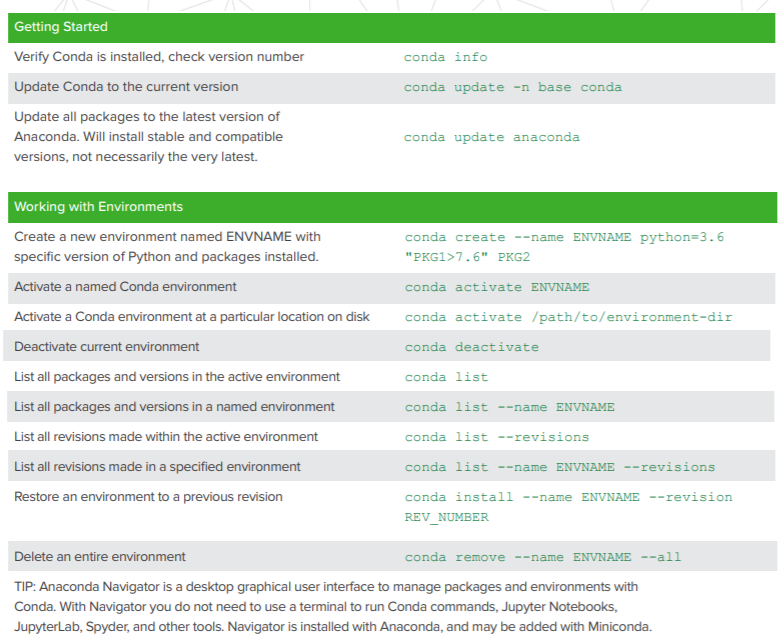 Getting Started
Verify Conda is installed, check version number conda info
Update Conda to the current version conda update -n base conda
Update all packages to the latest version of
Anaconda. Will install stable and compatible conda update anaconda
versions, not necessarily the very latest.
Working with Environments
Create a new environment named ENVNAME with conda create --name ENVNAME python=3.6
specific version of Python and packages installed. "PKG1>7.6" PKG2
Activate a named Conda environment conda activate ENVNAME
Activate a Conda environment at a particular location on disk conda activate /path/to/environment-dir
Deactivate current environment conda deactivate
List all packages and versions in the active environment conda list
List all packages and versions in a named environment conda list --name ENVNAME
List all revisions made within the active environment conda list --revisions
List all revisions made in a specified environment conda list --name ENVNAME --revisions
Restore an environment to a previous revision conda install --name ENVNAME --revision
REV_NUMBER
Delete an entire environment conda remove --name ENVNAME --all
TIP: Anaconda Navigator is a desktop graphical user interface to manage packages and environments with
Conda. With Navigator you do not need to use a terminal to run Conda commands, Jupyter Notebooks,
JupyterLab, Spyder, and other tools. Navigator is installed with Anaconda, and may be added with Miniconda.